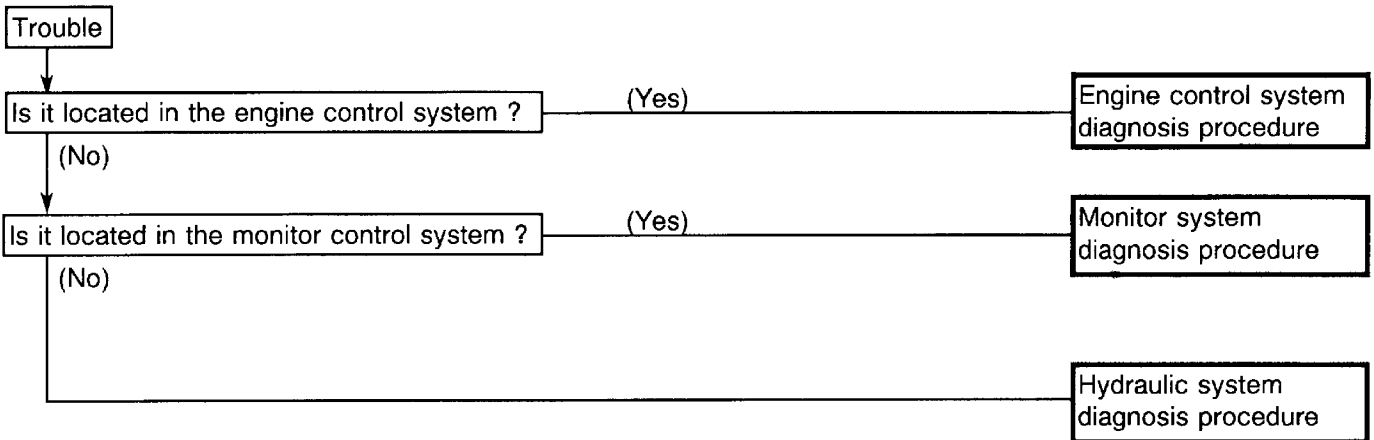 Trouble
Is it located in the engine control system ?
(Yes)
Engine control system
diagnosis procedure
(No)
Is it located in the monitor control system ?
(Yes)
Monitor system
diagnosis procedure
(No)
Hydraulic system
diagnosis procedure